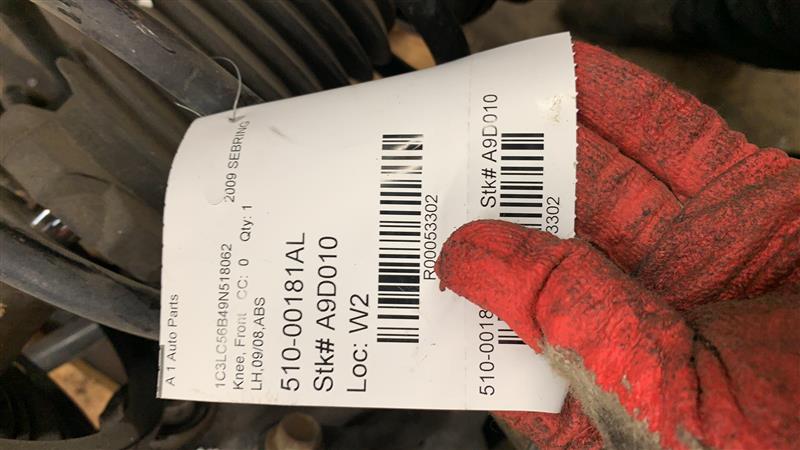 A 1 Auto Parts
1C3LC56B49N518062 2009 SEBRING
Knee, Front CC: 0 Qty: 1
LH,09/08,ABS
510-00181AL
Stk# A9D010
Loc: W2
R00053302
510-00181 Stk# A9D010
3302